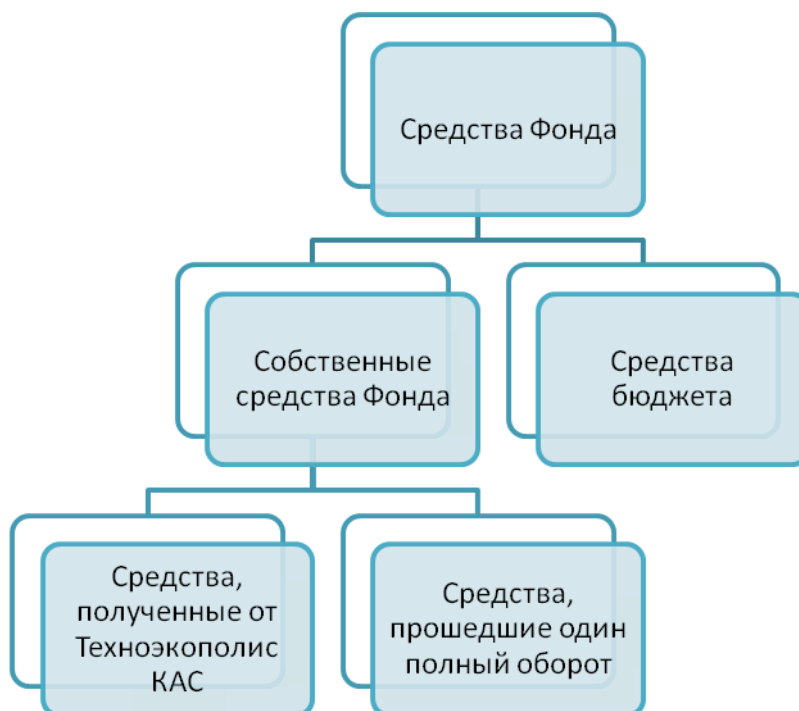 Средства Фонда
Собственные
средства Фонда
Средства
бюджета
Средства,
полученные от
Техноэкополис
КАС
Средства,
прошедшие один
полный оборот